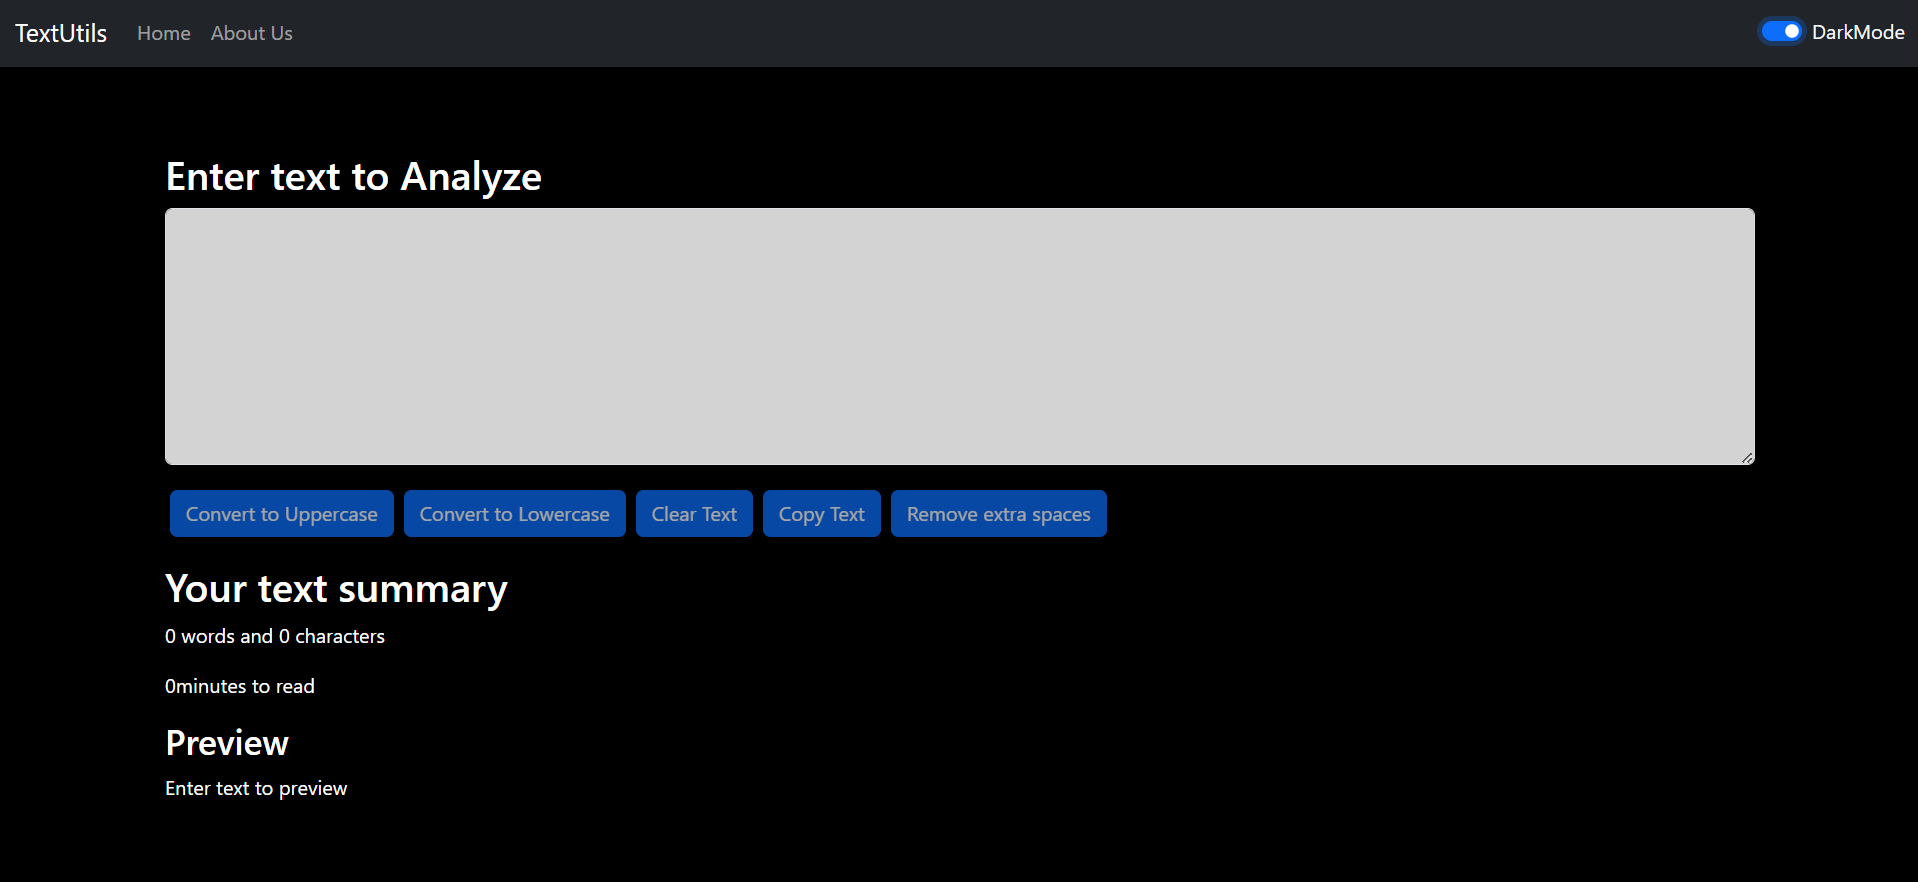 TextUtils Home About Us DarkMode
Enter text to Analyze
Convert to Uppercase Convert to Lowercase Clear Text Copy Text Remove extra spaces
Your text summary
0 words and 0 characters
0minutes to read
Preview
Enter text to preview